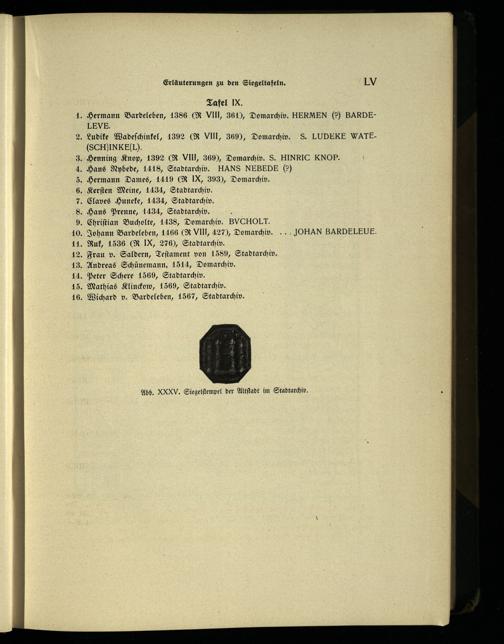 Erläuterungen zu den Siegeltafeln. LV
Tafel IX.
1. Hermann Bardeleben, 1386 (R VIII, 361), Domarchiv. HERMEN (?) BARDE-
LEVE.
2. Ludike Wadeschinkel, 1392 (R VIII, 369), Domarchiv. S. LUDEKE WATE-
(SCH)INKE(L).
3. Henning Knop, 1392 (R VIII, 369), Domarchiv. S. HINRIC KNOP.
4. Hans Nybede, 1418, Stadtarchiv. HANS NEBEDE (?)
5. Hermann Dames, 1419 (R IX, 393), Domarchiv.
6. Kersten Meine, 1434, Stadtarchiv.
7. Claves Huneke, 1434, Stadtarchiv.
8. Hans Prenne, 1434, Stadtarchiv.
9. Christian Bucholte, 1438, Domarchiv. BVCHOLT.
10. Johann Bardeleben, 1466 (R VIII, 427), Domarchiv. . . . JOHAN BARDELEUE.
11. Ruk, 1536 (R IX, 276), Stadtarchiv.
12. Frau v. Saldern, Testament von 1589, Stadtarchiv.
13. Andreas Schünemann, 1514, Domarchiv.
14. Peter Schere 1569, Stadtarchiv.
15. Mathias Klinckow, 1569, Stadtarchiv.
16. Wichard v. Bardeleben, 1567, Stadtarchiv.
Abb. XXXV. Siegelstempel der Altstadt im Stadtarchiv.